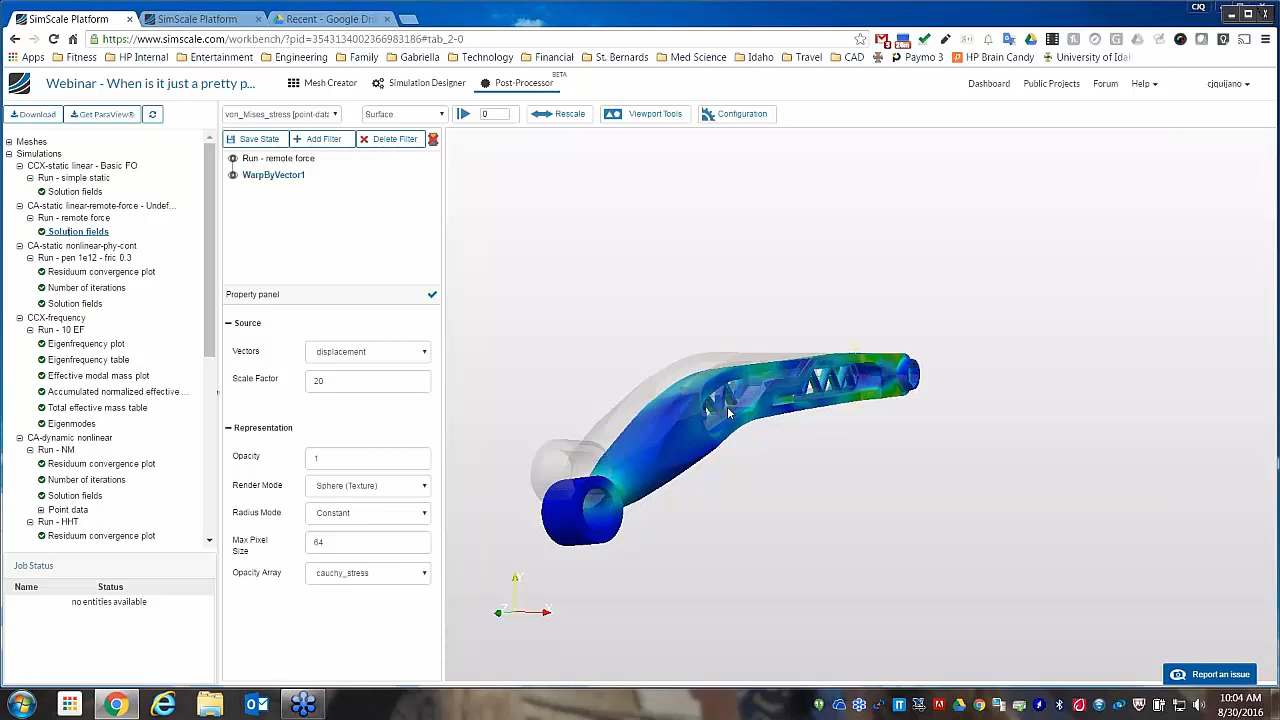 SimScale Platform
SimScale Platform
Recent - Google Dri
CJQ
https://www.simscale.com/workbench/?pid=3543134002366983186#tab_2-0
Apps
Fitness
HP Internal
Entertainment
Engineering
Family
Gabriella
Technology
Financial
St. Bernards
Med Science
Idaho
Travel
CAD
Paymo 3
HP Brain Candy
University of Idah
Webinar - When is it just a pretty p...
Mesh Creator
Simulation Designer
Post-Processor
BETA
Dashboard
Public Projects
Forum
Help
cjquijano
Download
Get ParaView®
von_Mises_stress [point-data
Surface
0
Rescale
Viewport Tools
Configuration
Save State
Add Filter
Delete Filter
Run - remote force
WarpByVector1
Meshes
Simulations
CCX-static linear - Basic FO
Run - simple static
Solution fields
CA-static linear-remote-force - Undef...
Run - remote force
Solution fields
CA-static nonlinear-phy-cont
Run - pen 1e12 - fric 0.3
Residuum convergence plot
Number of iterations
Solution fields
CCX-frequency
Run - 10 EF
Eigenfrequency plot
Eigenfrequency table
Effective modal mass plot
Accumulated normalized effective ...
Total effective mass table
Eigenmodes
CA-dynamic nonlinear
Run - NM
Residuum convergence plot
Number of iterations
Solution fields
Point data
Run - HHT
Residuum convergence plot
Job Status
Name
Status
no entities available
Property panel
Source
Vectors
displacement
Scale Factor
20
Representation
Opacity
1
Render Mode
Sphere (Texture)
Radius Mode
Constant
Max Pixel
Size
64
Opacity Array
cauchy_stress
Y
Z
X
Report an issue
10:04 AM
8/30/2016